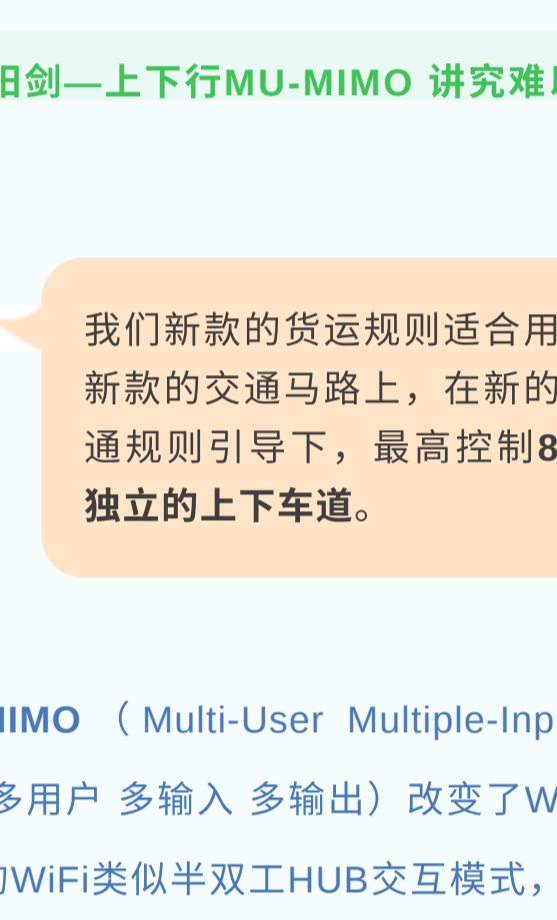 阳剑—上下行MU-MIMO 讲究难
我们新款的货运规则适合用
新款的交通马路上，在新的
通规则引导下，最高控制8
独立的上下车道。
MIMO （ Multi-User Multiple-Inp
多用户 多输入 多输出）改变了W
的WiFi类似半双工HUB交互模式，